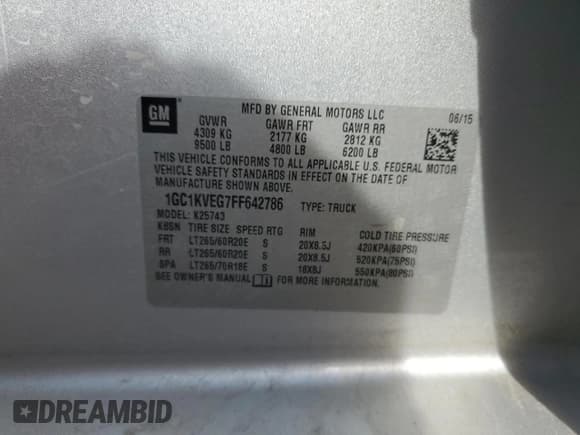 GM
MFD BY GENERAL MOTORS LLC 06/15
GVWR GAWR FRT GAWR RR
4309 KG 2177 KG 2812 KG
9500 LB 4800 LB 6200 LB
THIS VEHICLE CONFORMS TO ALL APPLICABLE U.S. FEDERAL MOTOR
VEHICLE SAFETY STANDARDS IN EFFECT ON THE DATE OF
MANUFACTURE SHOWN ABOVE.
1GC1KVEG7FF642786 TYPE: TRUCK
MODEL: K25743
KBSN TIRE SIZE SPEED RTG RIM COLD TIRE PRESSURE
FRT LT265/60R20E S 20X8.5J 420KPA(60PSI)
RR LT265/60R20E S 20X8.5J 520KPA(75PSI)
SPA LT265/70R18E S 18X8J 550KPA(80PSI)
SEE OWNER'S MANUAL FOR MORE INFORMATION.
DREAMBID